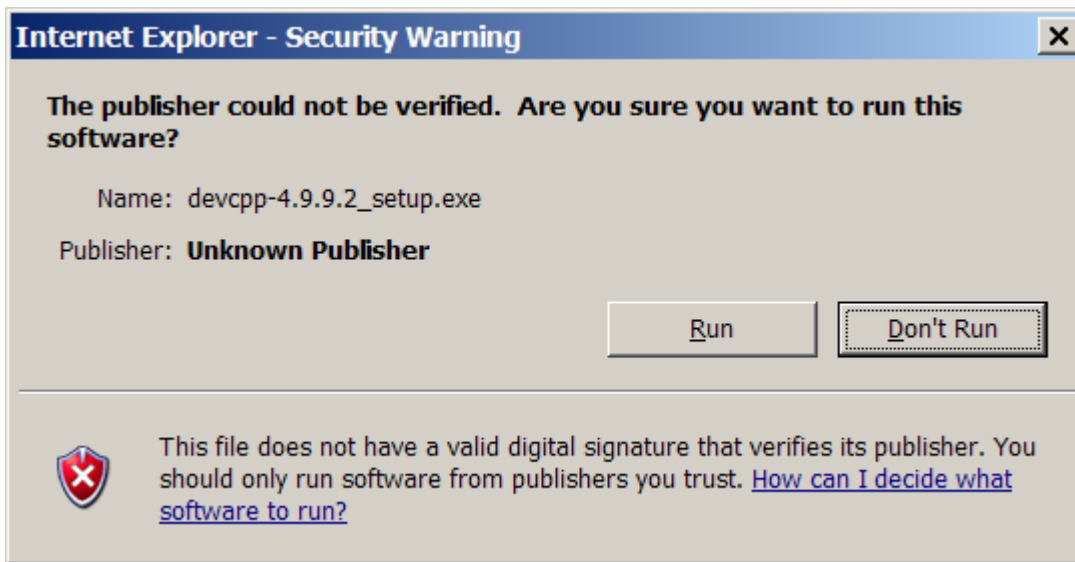 Internet Explorer - Security Warning
The publisher could not be verified.  Are you sure you want to run this
software?
Name: devcpp-4.9.9.2_setup.exe
Publisher: Unknown Publisher
Run
Don't Run
This file does not have a valid digital signature that verifies its publisher. You
should only run software from publishers you trust. How can I decide what
software to run?